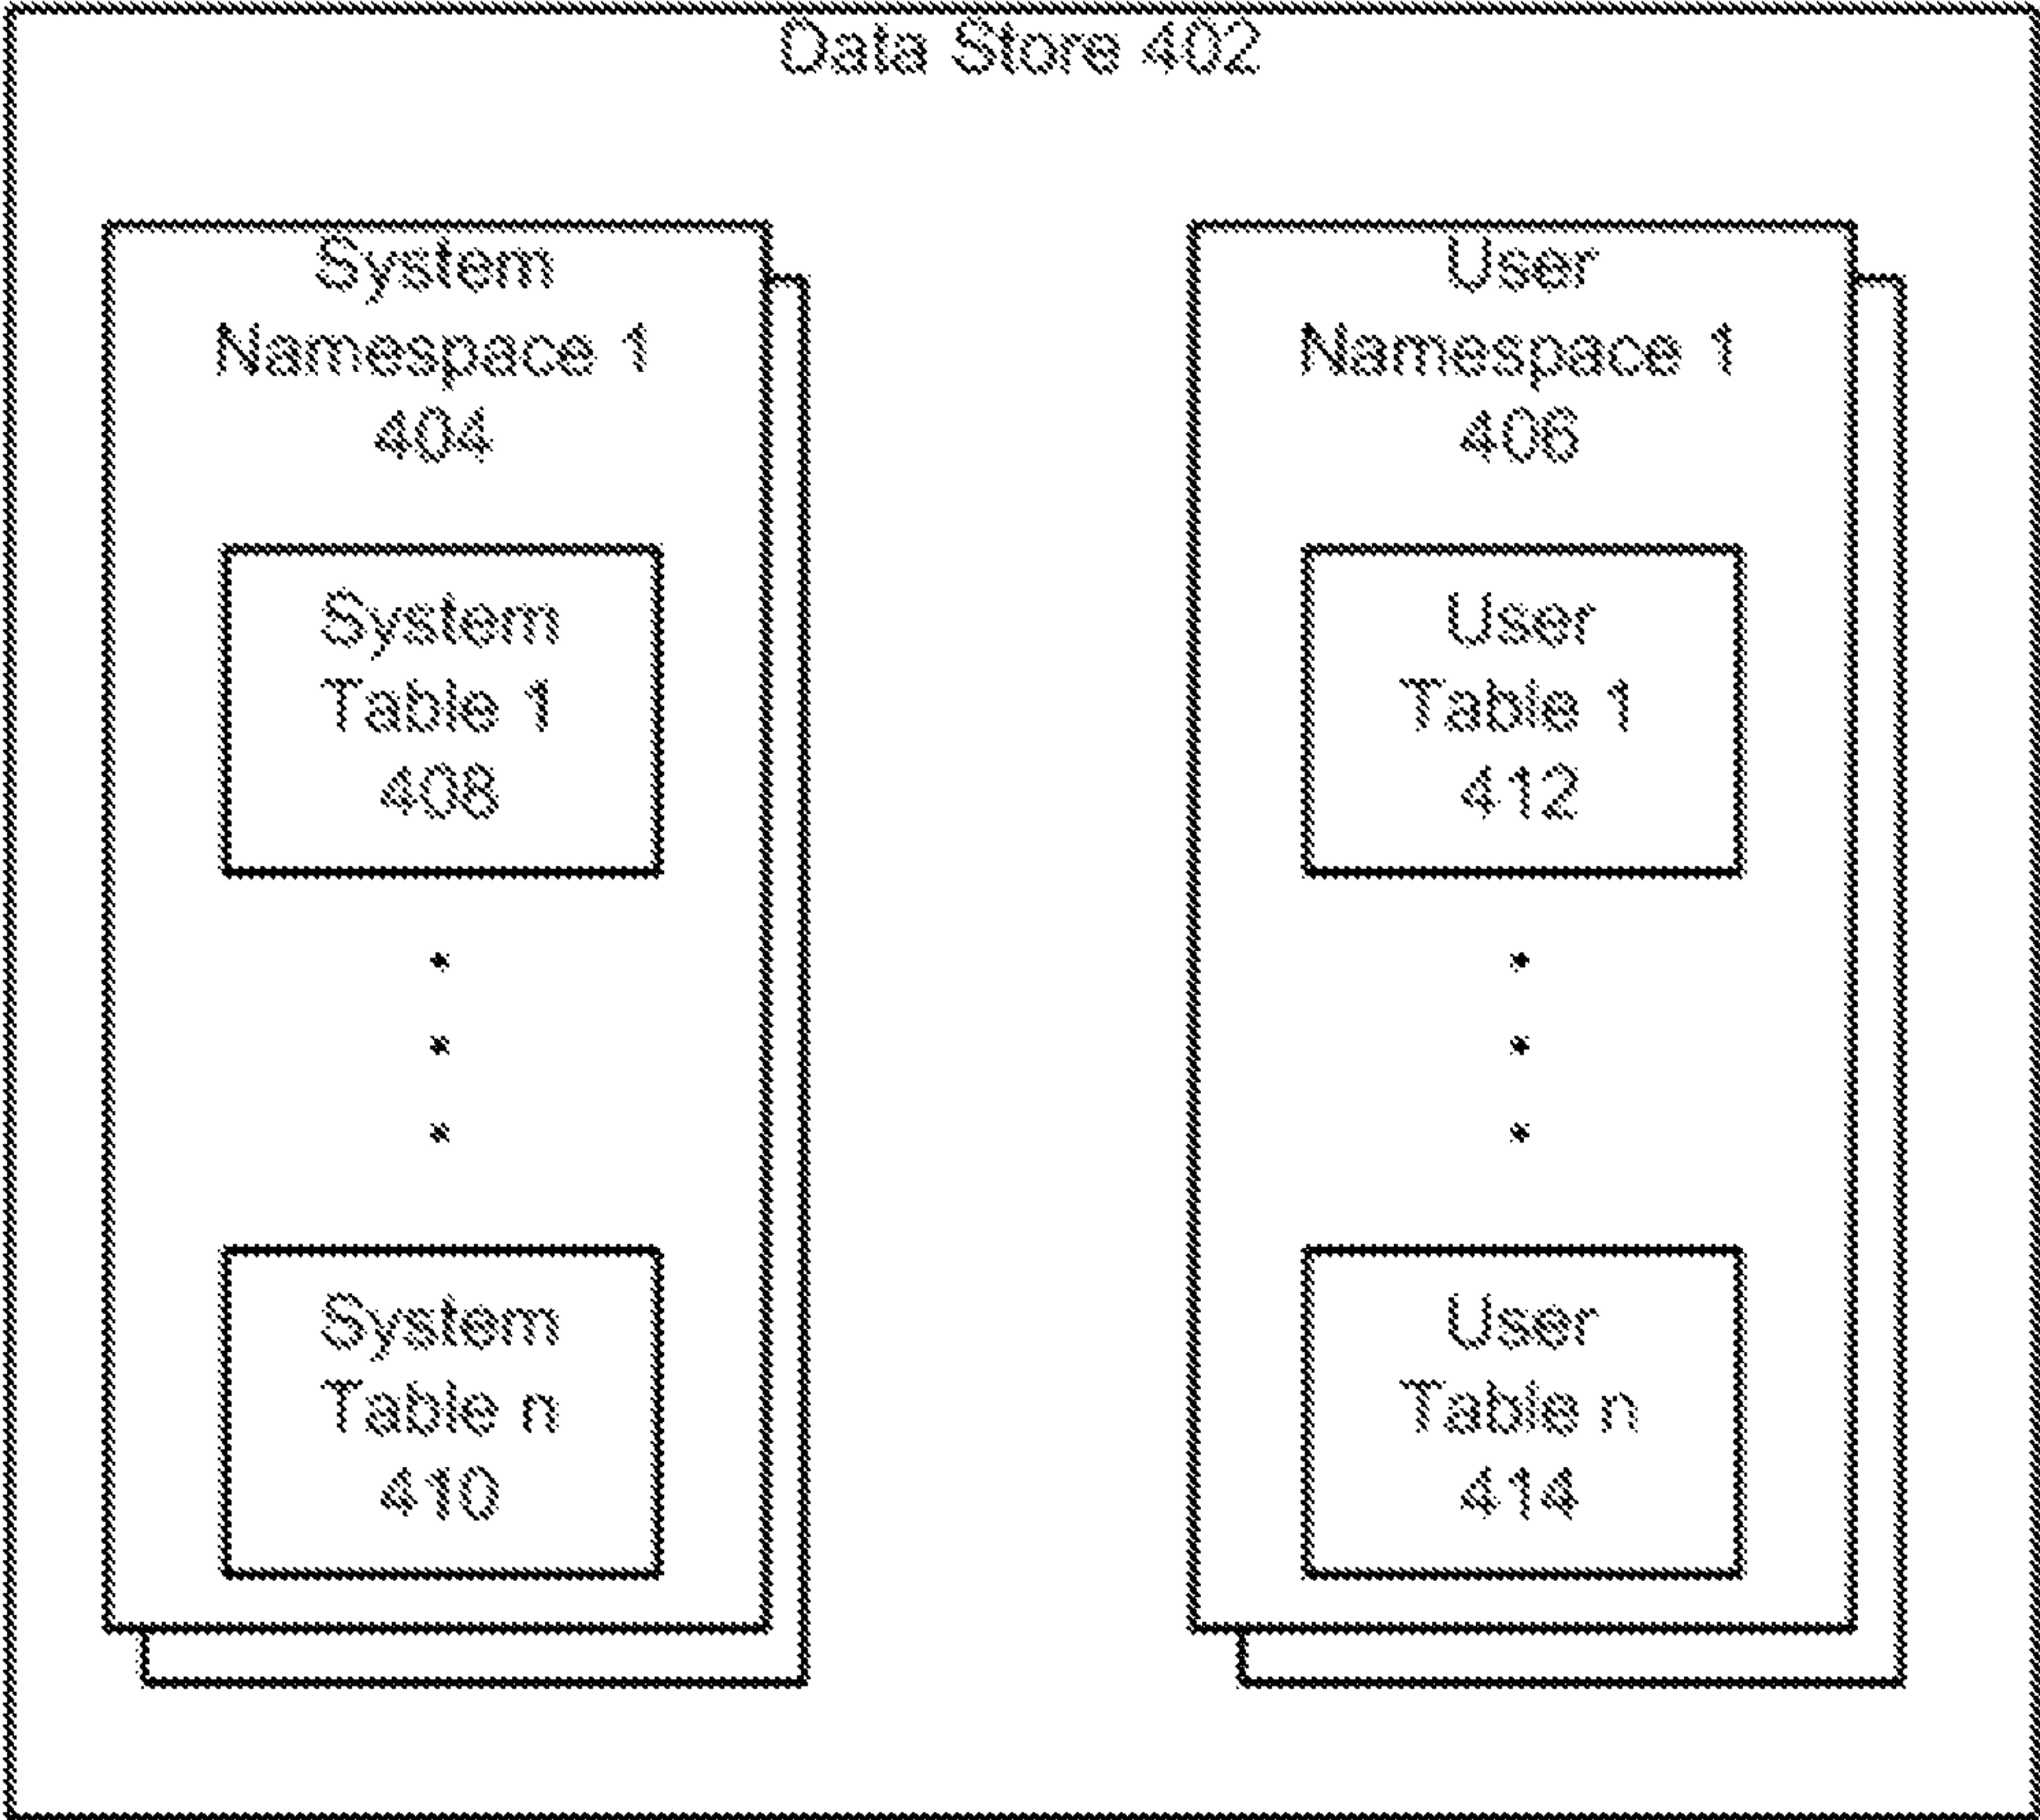 Data Store 402
System
Namespace 1
404
System
Table 1
408
System
Table n
410
User
Namespace 1
406
User
Table 1
412
User
Table n
414